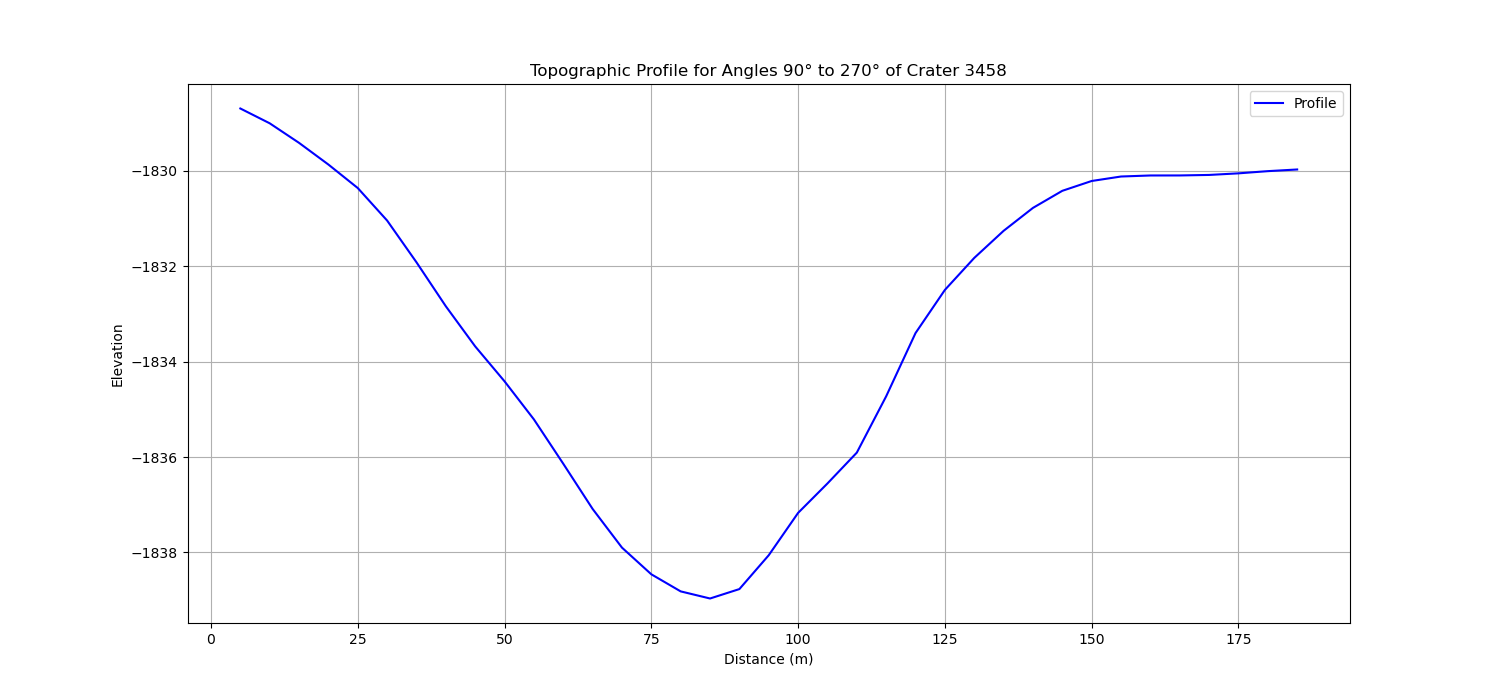 Topographic Profile for Angles 90° to 270° of Crater 3458
Profile
−1830
−1832
−1834
−1836
−1838
Elevation
0 25 50 75 100 125 150 175
Distance (m)